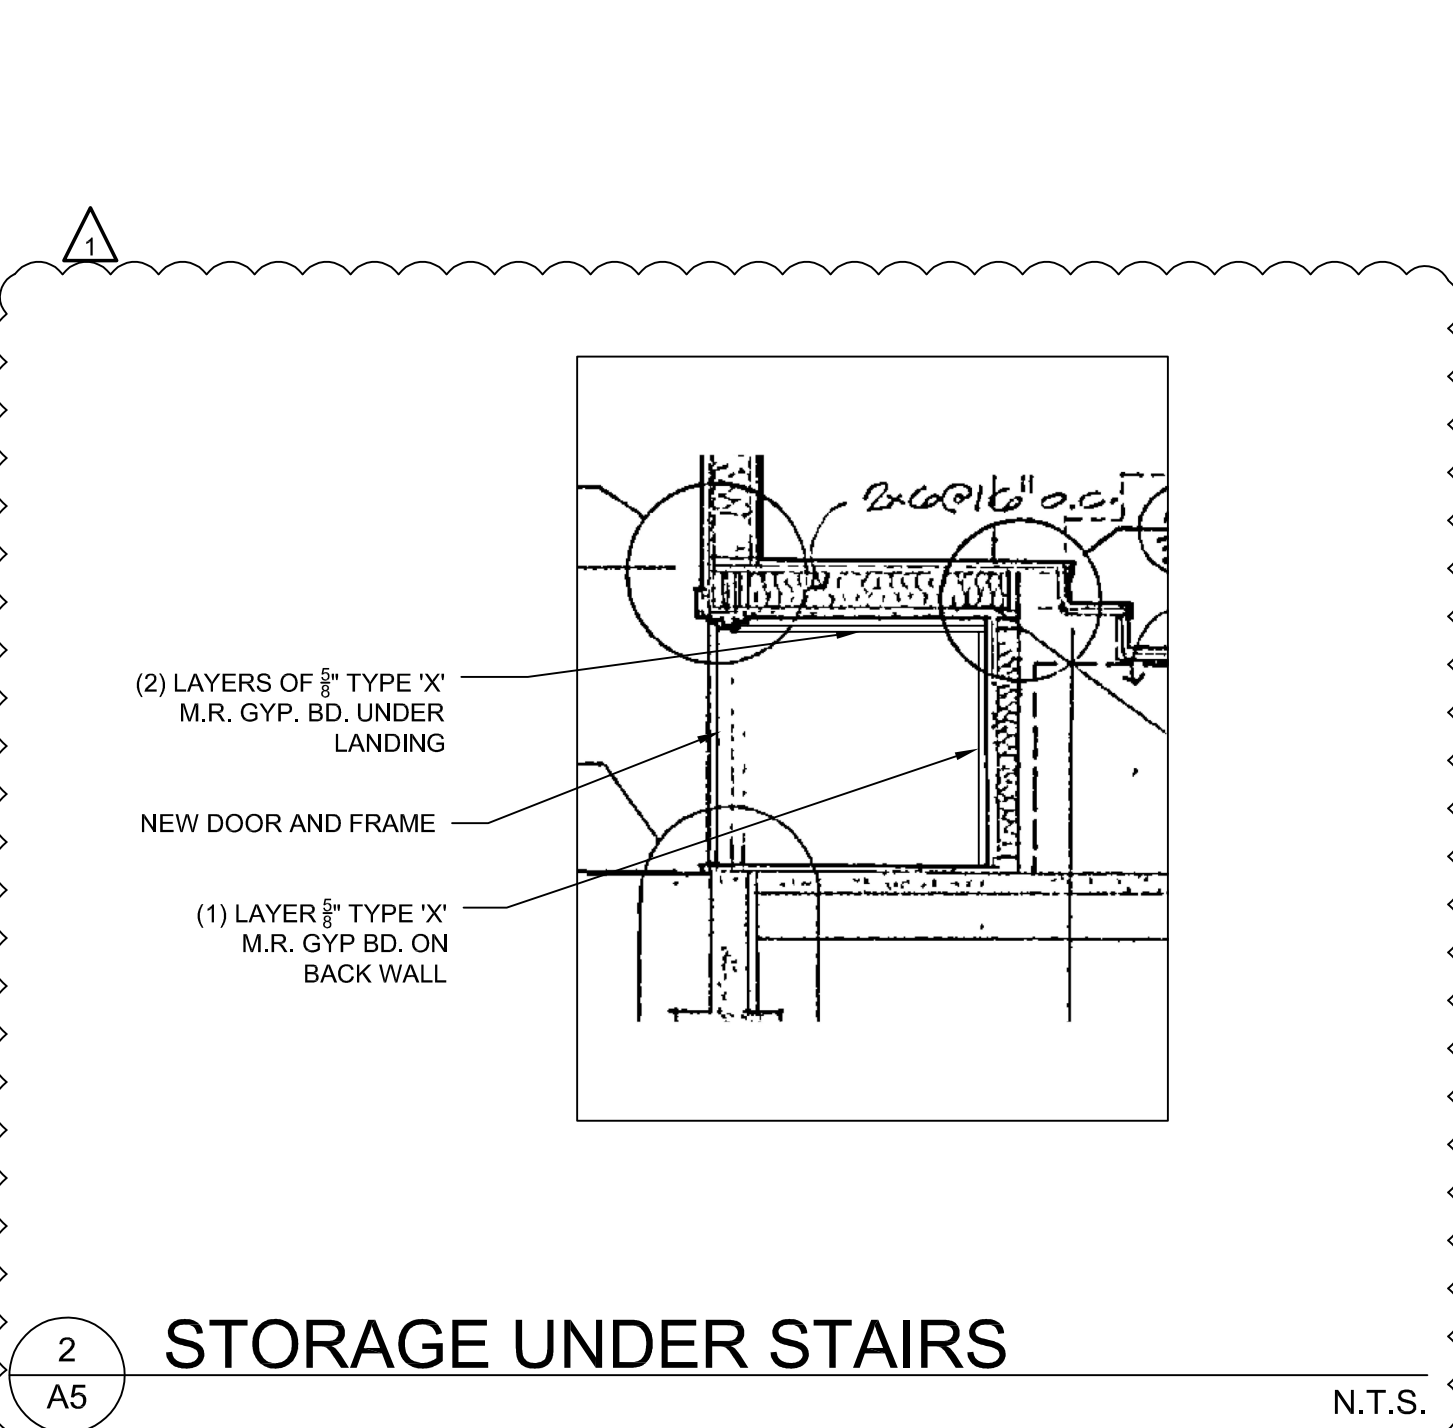 1
2x6@16" o.c.
(2) LAYERS OF 5/8" TYPE 'X'
M.R. GYP. BD. UNDER
LANDING
NEW DOOR AND FRAME
(1) LAYER 5/8" TYPE 'X'
M.R. GYP BD. ON
BACK WALL
2
A5
STORAGE UNDER STAIRS
N.T.S.